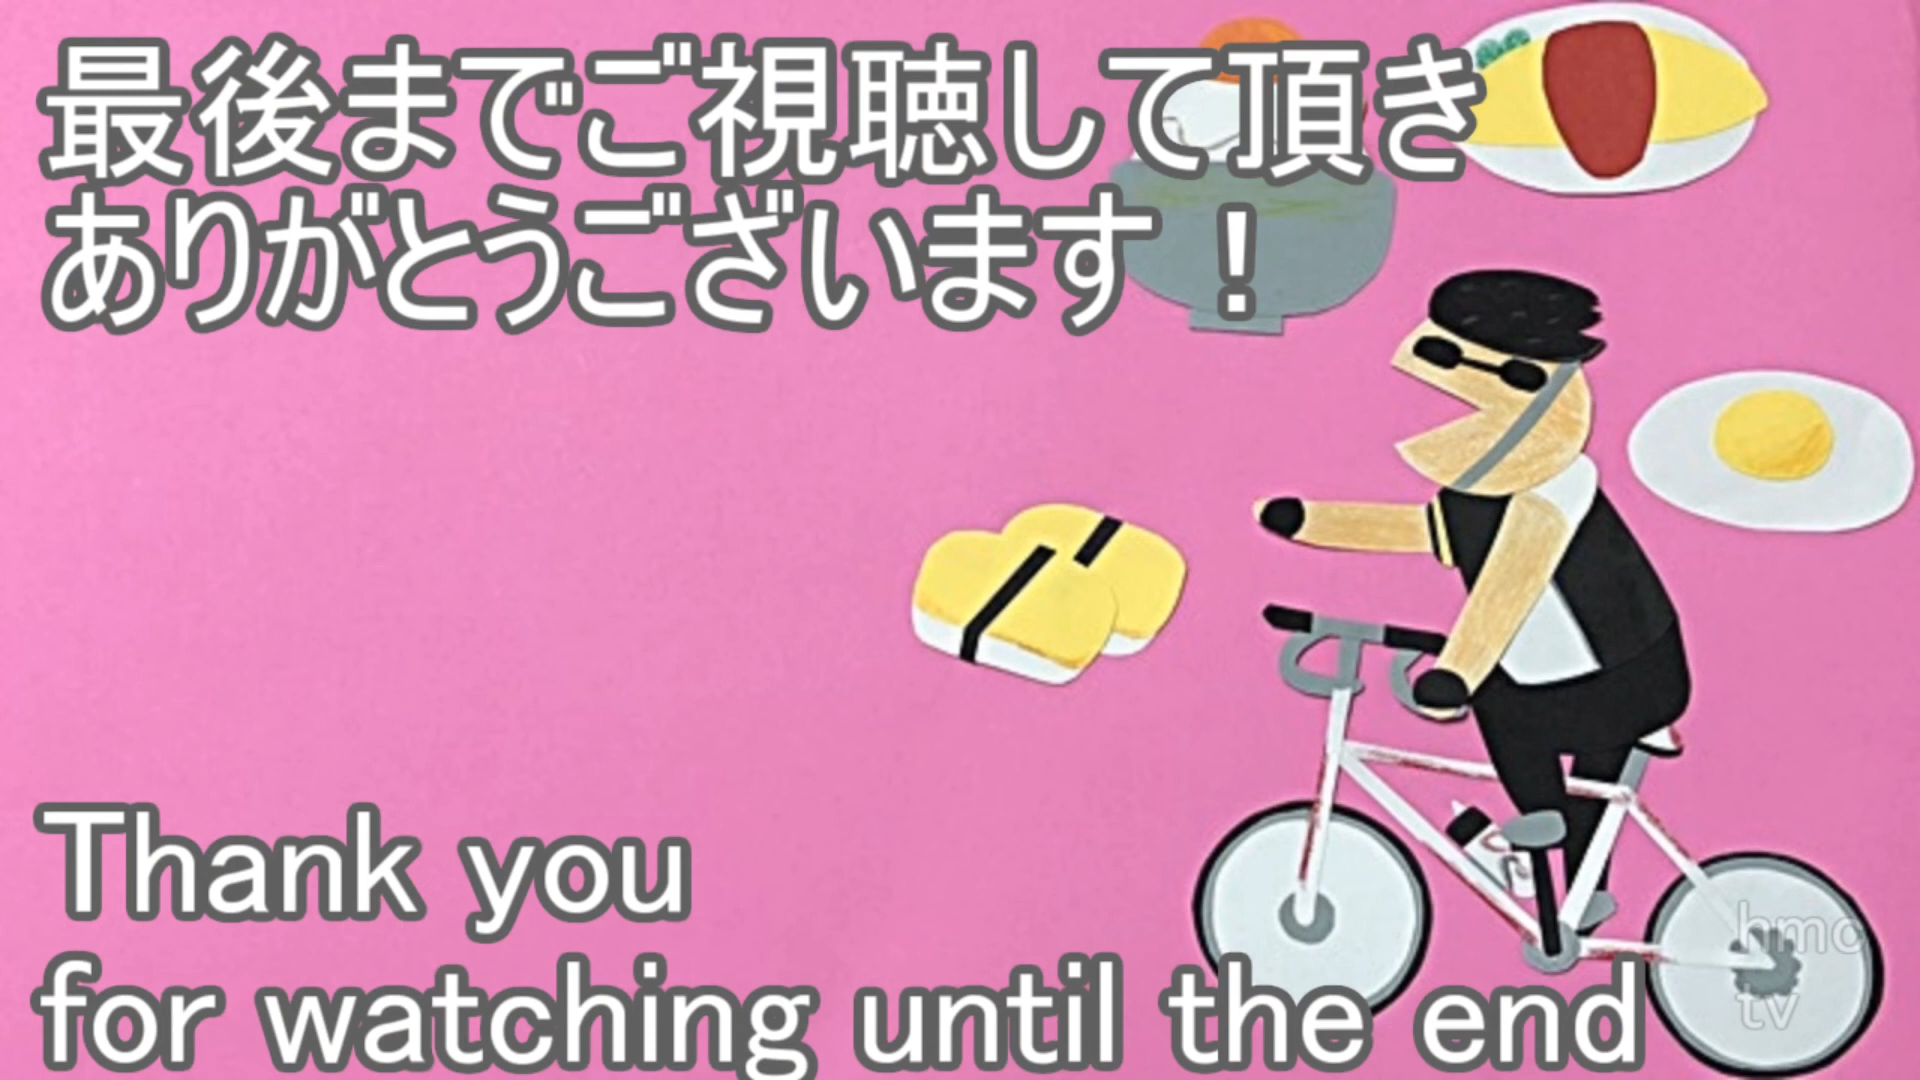 最後までご視聴して頂き
ありがとうございます！
Thank you
for watching until the end
hmc
tv